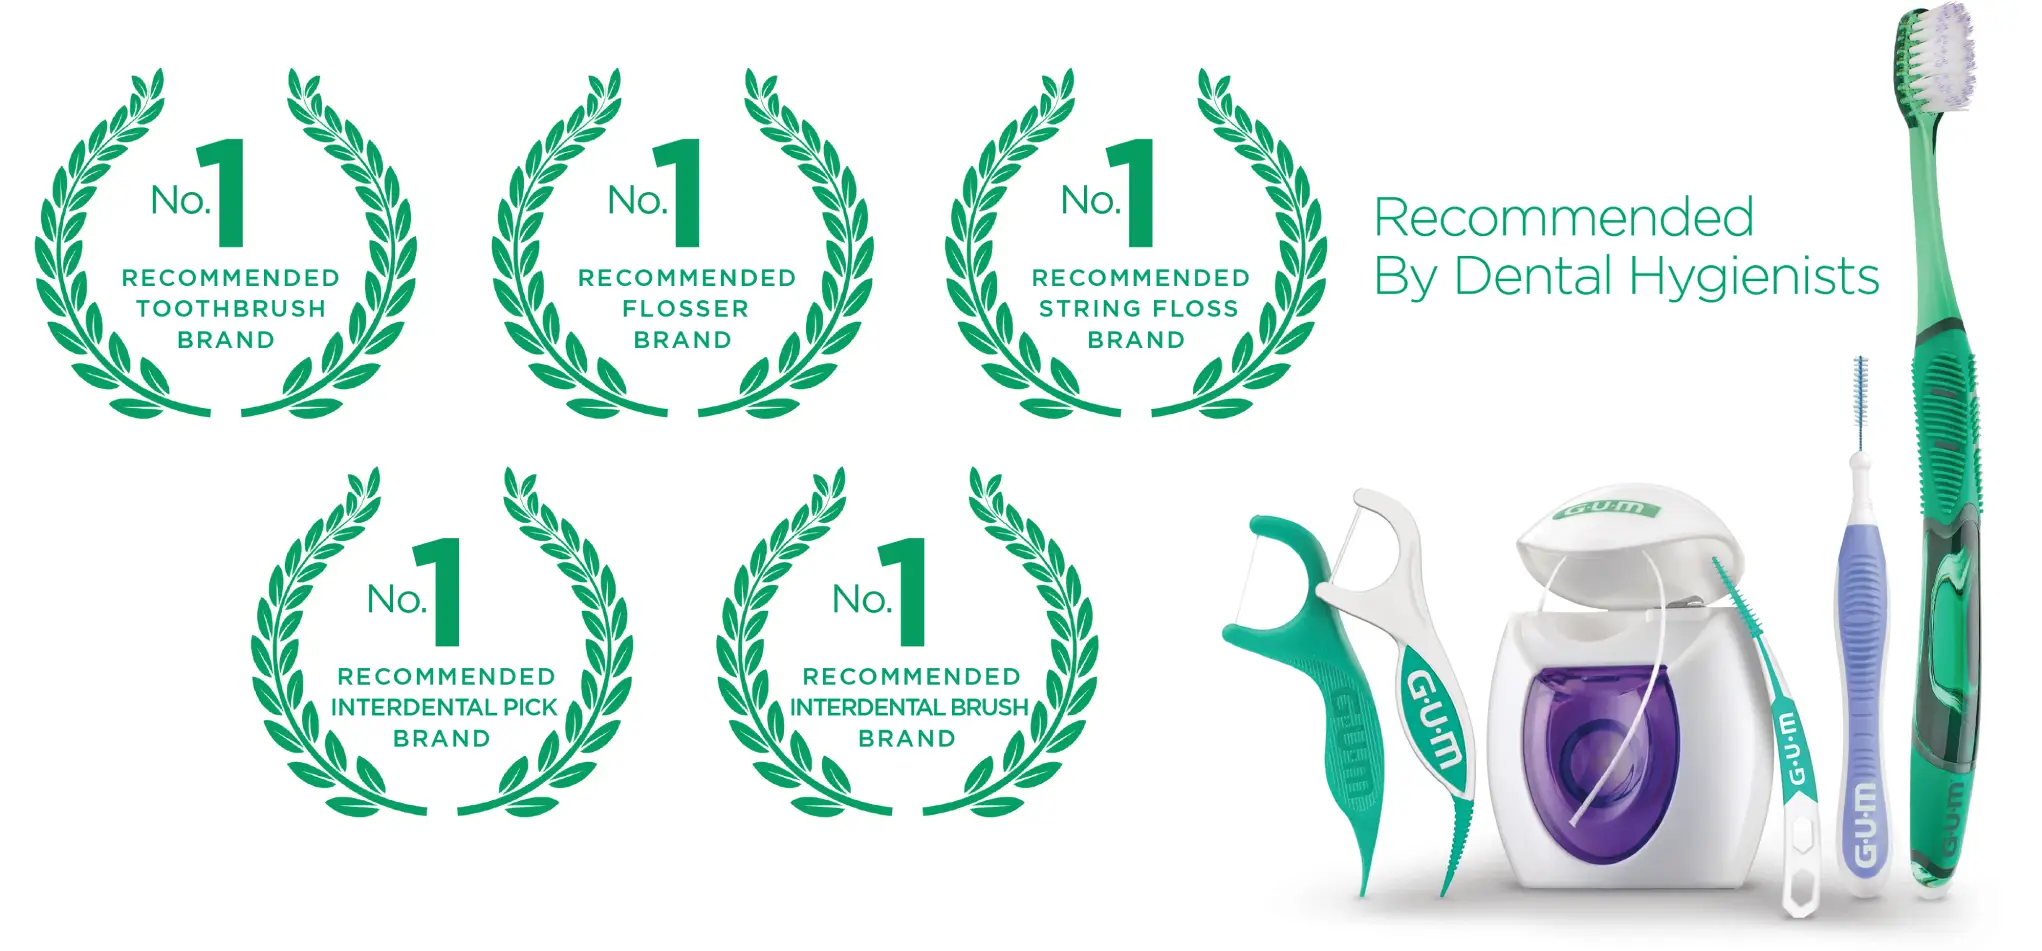 No.1
RECOMMENDED
TOOTHBRUSH
BRAND
No.1
RECOMMENDED
FLOSSER
BRAND
No.1
RECOMMENDED
STRING FLOSS
BRAND
Recommended
By Dental Hygienists
No.1
RECOMMENDED
INTERDENTAL PICK
BRAND
No.1
RECOMMENDED
INTERDENTAL BRUSH
BRAND
G·U·M
G·U·M
G·U·M
G·U·M
G·U·M
G·U·M